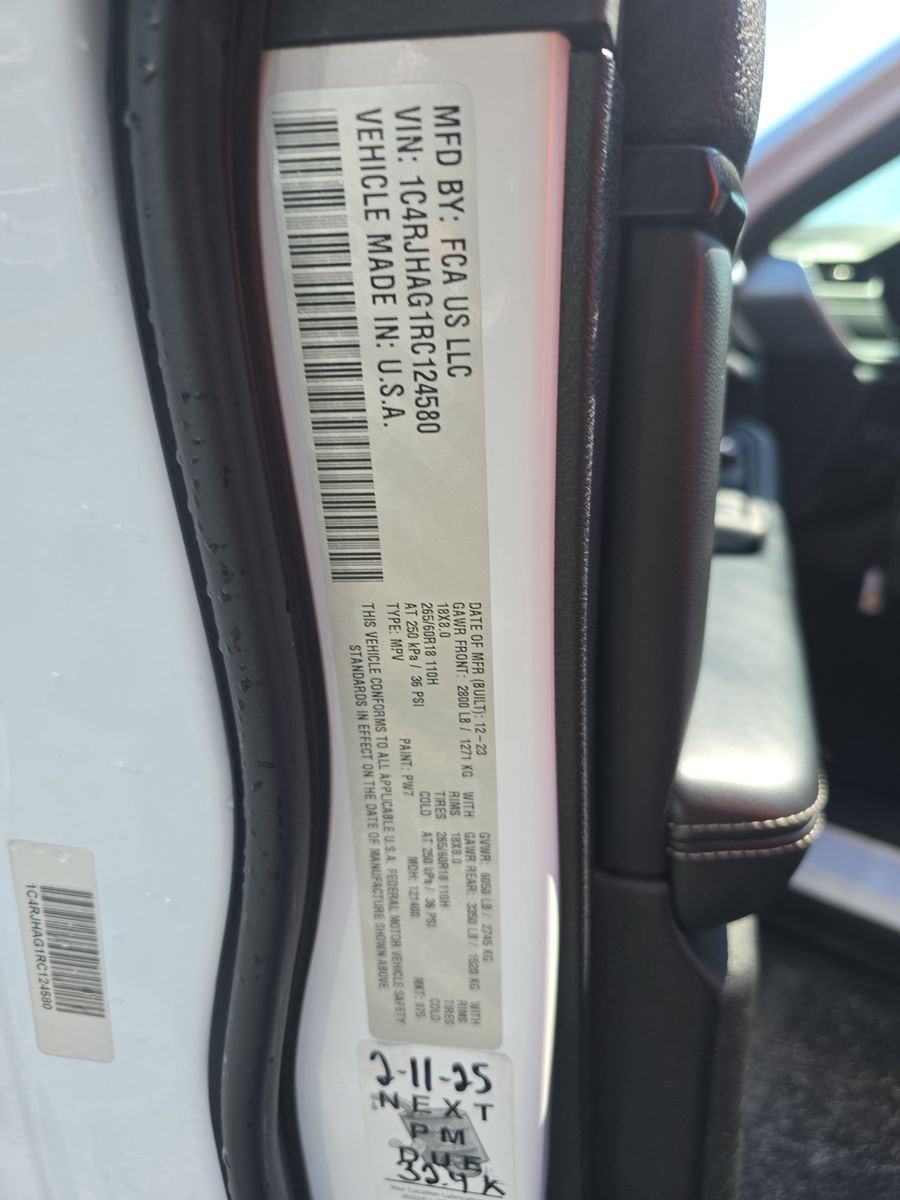 MFD BY: FCA US LLC
VIN: 1C4RJHAG1RC124580
VEHICLE MADE IN: U.S.A.
DATE OF MFR (BUILT): 12-23 GVWR: 6050 LB / 2745 KG
GAWR FRONT: 2800 LB / 1271 KG WITH GAWR REAR: 3350 LB / 1520 KG WITH
18X8.0 RIMS 18X8.0 RIMS
265/60R18 110H TIRES 265/60R18 110H TIRES
AT 250 kPa / 36 PSI COLD AT 250 kPa / 36 PSI COLD
TYPE: MPV PAINT: PW7 MDH: 121400 MKT: 975
THIS VEHICLE CONFORMS TO ALL APPLICABLE U.S.A. FEDERAL MOTOR VEHICLE SAFETY
STANDARDS IN EFFECT ON THE DATE OF MANUFACTURE SHOWN ABOVE.
1C4RJHAG1RC124580
2-11-25
NEXT
PM
DUE